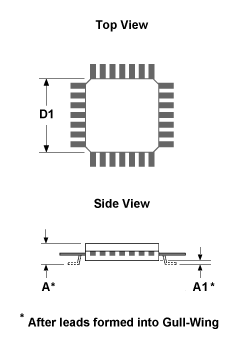 Top View
D1
Side View
A*
A1*
* After leads formed into Gull-Wing